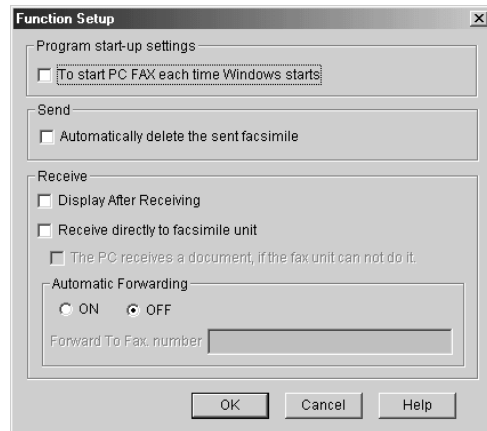 Function Setup
Program start-up settings
To start PC FAX each time Windows starts
Send
Automatically delete the sent facsimile
Receive
Display After Receiving
Receive directly to facsimile unit
The PC receives a document, if the fax unit can not do it.
Automatic Forwarding
ON OFF
Forward To Fax. number
OK Cancel Help